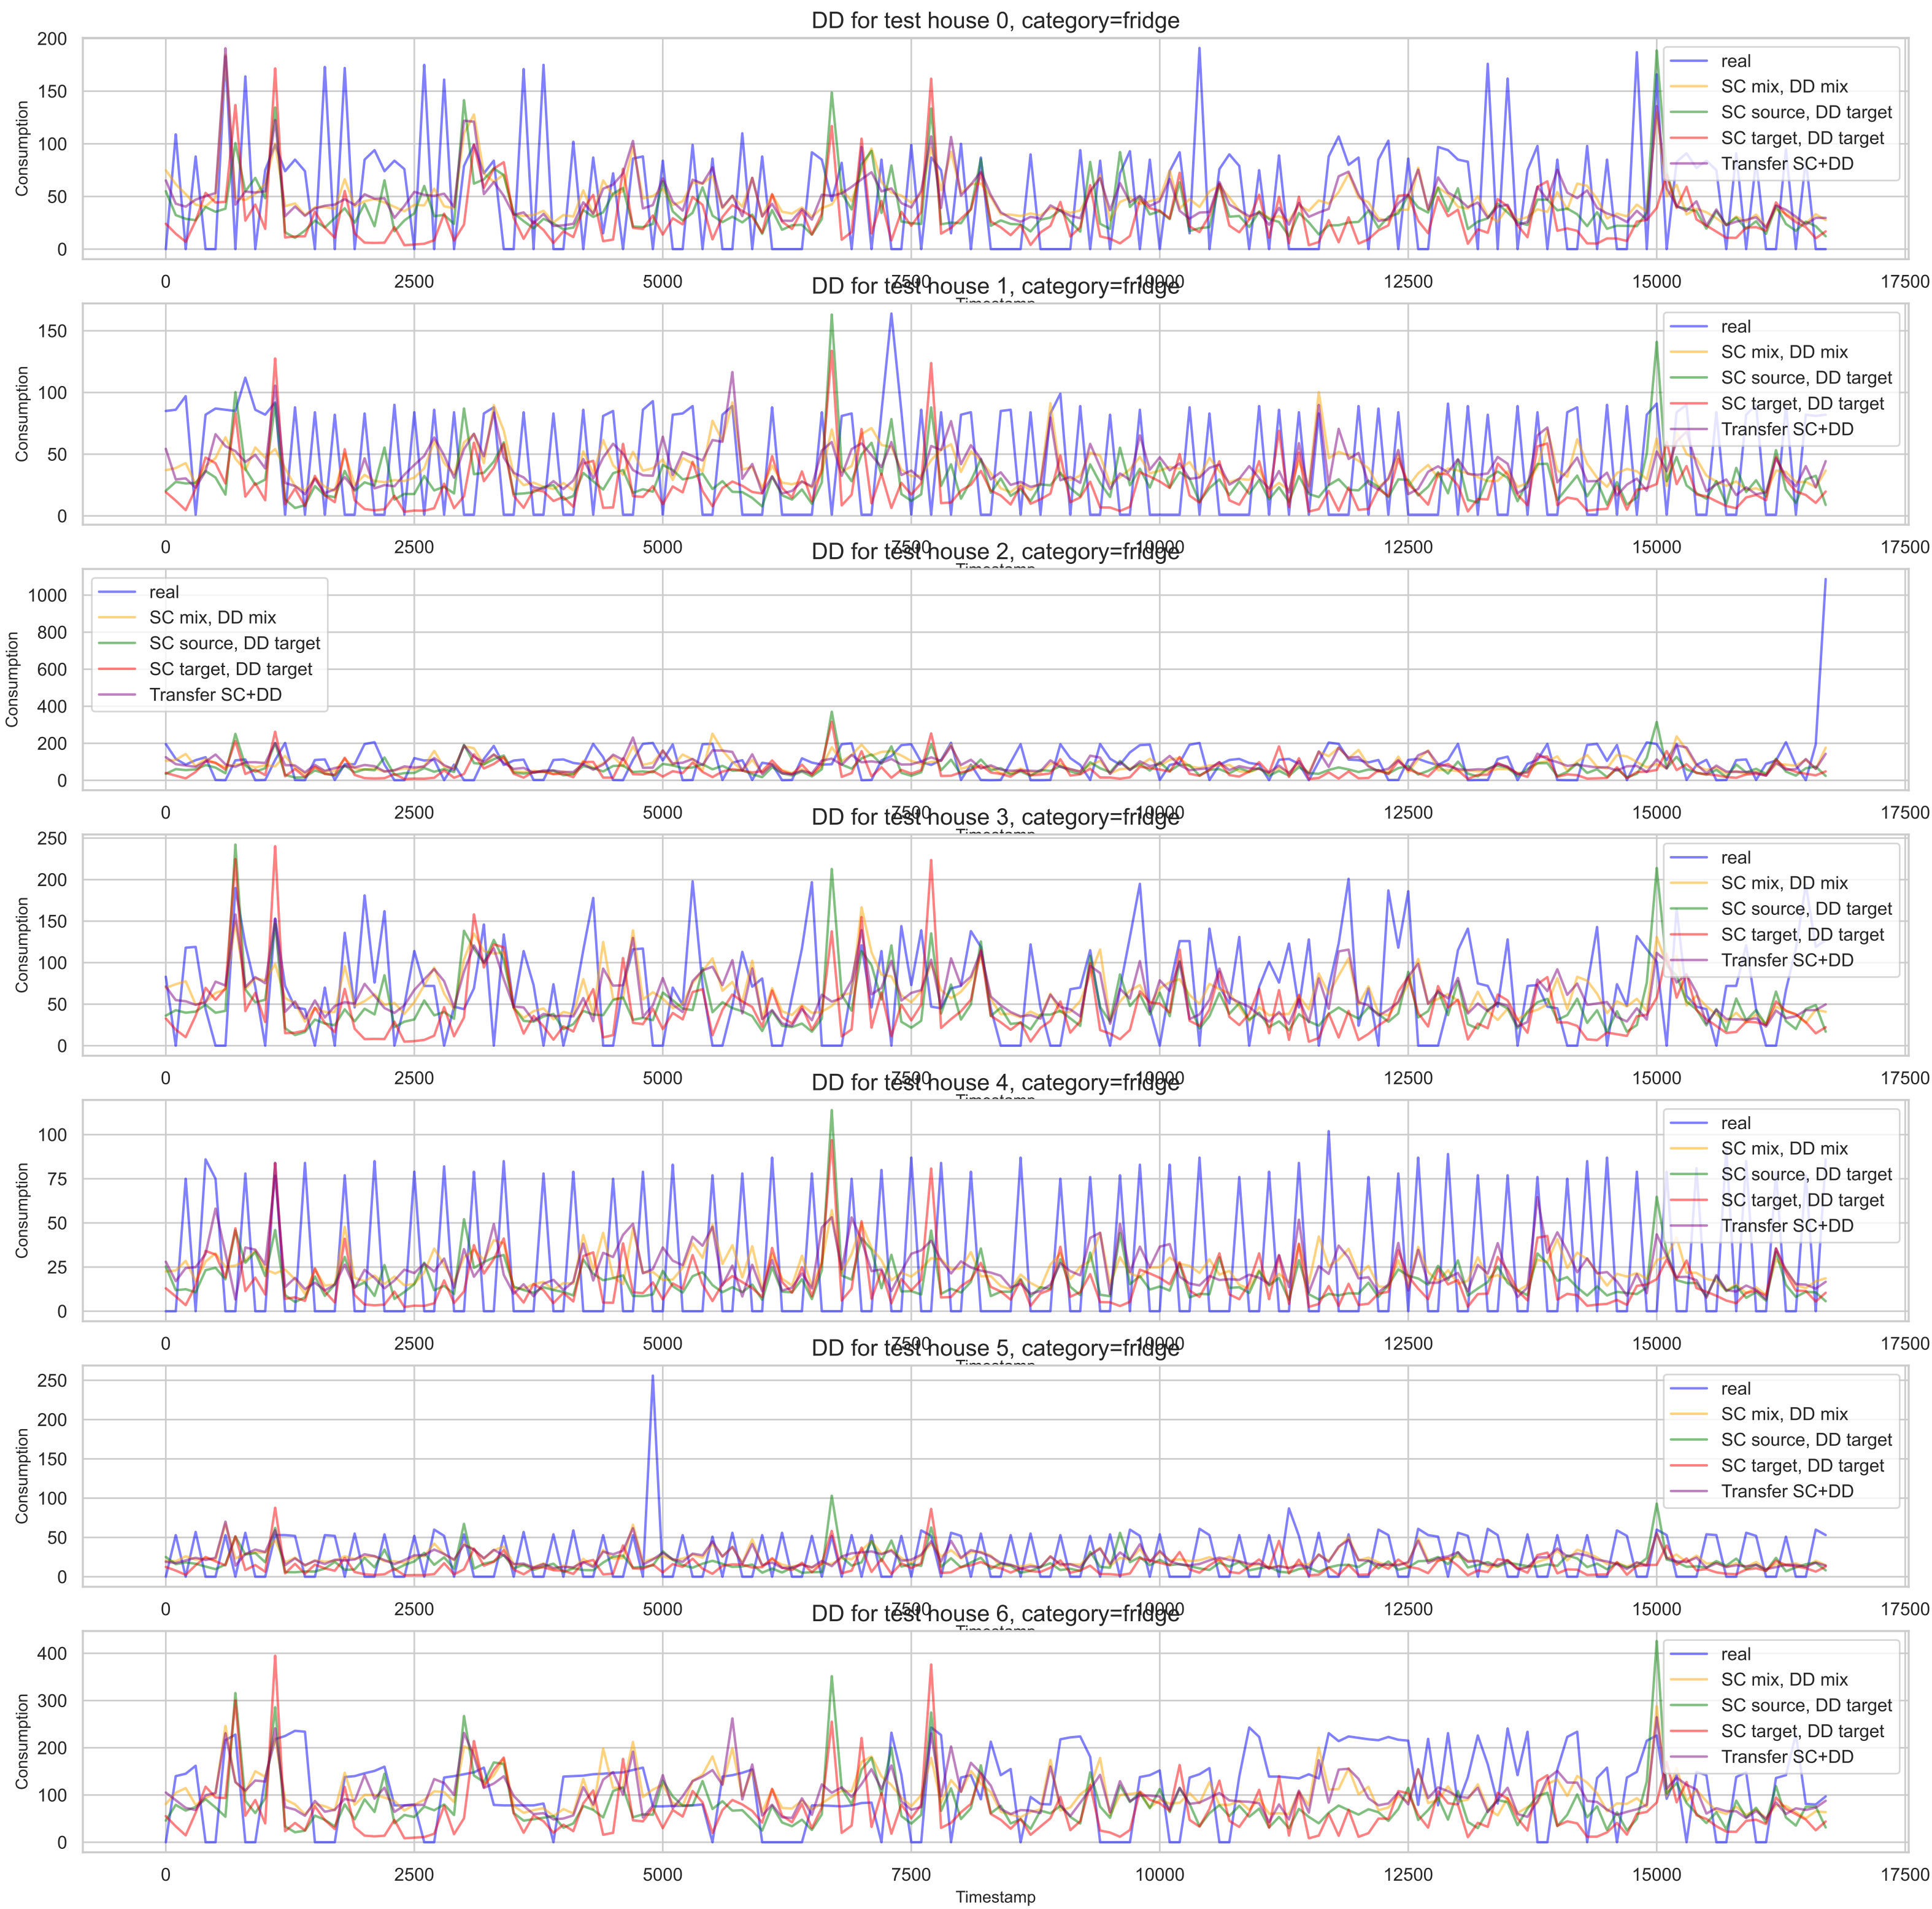 DD for test house 0, category=fridge
200
150
100
50
0
Consumption
real
SC mix, DD mix
SC source, DD target
SC target, DD target
Transfer SC+DD
0 2500 5000 7500 10000 12500 15000 17500
Timestamp
DD for test house 1, category=fridge
150
100
50
0
Consumption
real
SC mix, DD mix
SC source, DD target
SC target, DD target
Transfer SC+DD
0 2500 5000 7500 10000 12500 15000 17500
Timestamp
DD for test house 2, category=fridge
1000
800
600
400
200
0
Consumption
real
SC mix, DD mix
SC source, DD target
SC target, DD target
Transfer SC+DD
0 2500 5000 7500 10000 12500 15000 17500
Timestamp
DD for test house 3, category=fridge
250
200
150
100
50
0
Consumption
real
SC mix, DD mix
SC source, DD target
SC target, DD target
Transfer SC+DD
0 2500 5000 7500 10000 12500 15000 17500
Timestamp
DD for test house 4, category=fridge
100
75
50
25
0
Consumption
real
SC mix, DD mix
SC source, DD target
SC target, DD target
Transfer SC+DD
0 2500 5000 7500 10000 12500 15000 17500
Timestamp
DD for test house 5, category=fridge
250
200
150
100
50
0
Consumption
real
SC mix, DD mix
SC source, DD target
SC target, DD target
Transfer SC+DD
0 2500 5000 7500 10000 12500 15000 17500
Timestamp
DD for test house 6, category=fridge
400
300
200
100
0
Consumption
real
SC mix, DD mix
SC source, DD target
SC target, DD target
Transfer SC+DD
0 2500 5000 7500 10000 12500 15000 17500
Timestamp